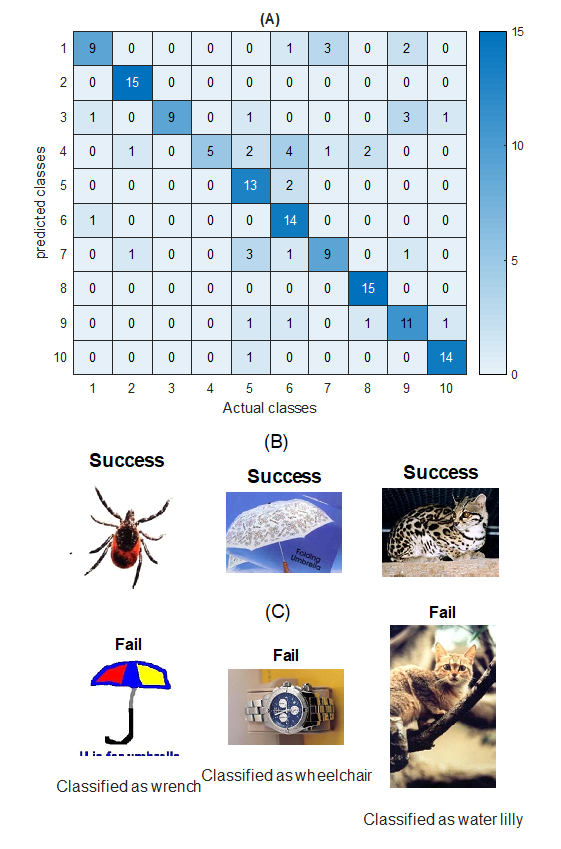 (A)
predicted classes
1 9 0 0 0 0 1 3 0 2 0
2 0 15 0 0 0 0 0 0 0 0
3 1 0 9 0 1 0 0 0 3 1
4 0 1 0 5 2 4 1 2 0 0
5 0 0 0 0 13 2 0 0 0 0
6 1 0 0 0 0 14 0 0 0 0
7 0 1 0 0 3 1 9 0 1 0
8 0 0 0 0 0 0 0 15 0 0
9 0 0 0 0 1 1 0 1 11 1
10 0 0 0 0 1 0 0 0 0 14
1 2 3 4 5 6 7 8 9 10
Actual classes
15
10
5
0
(B)
Success
Success
Folding
Umbrella
Success
(C)
Fail
Fail
Fail
Classified as wrench
Classified as wheelchair
Classified as water lilly